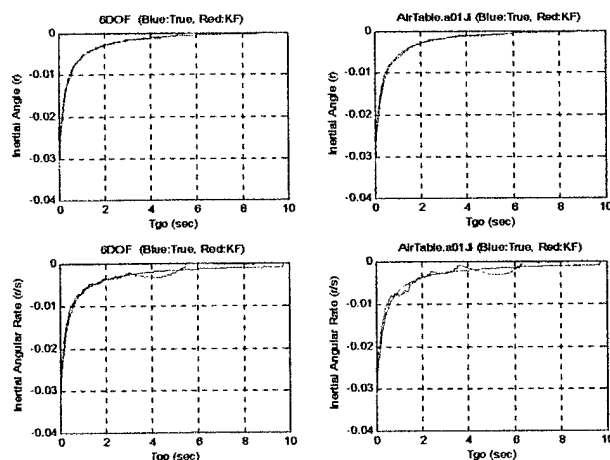 6DOF (Blue:True, Red:KF)
0
-0.01
-0.02
-0.03
-0.04
Inertial Angle (r)
0 2 4 6 8 10
Tgo (sec)
AirTable.a01Ji (Blue:True, Red:KF)
0
-0.01
-0.02
-0.03
-0.04
Inertial Angle (r)
0 2 4 6 8 10
Tgo (sec)
6DOF (Blue:True, Red:KF)
0
-0.01
-0.02
-0.03
-0.04
Inertial Angular Rate (r/s)
0 2 4 6 8 10
Tgo (sec)
AirTable.a01Ji (Blue:True, Red:KF)
0
-0.01
-0.02
-0.03
-0.04
Inertial Angular Rate (r/s)
0 2 4 6 8 10
Tgo (sec)